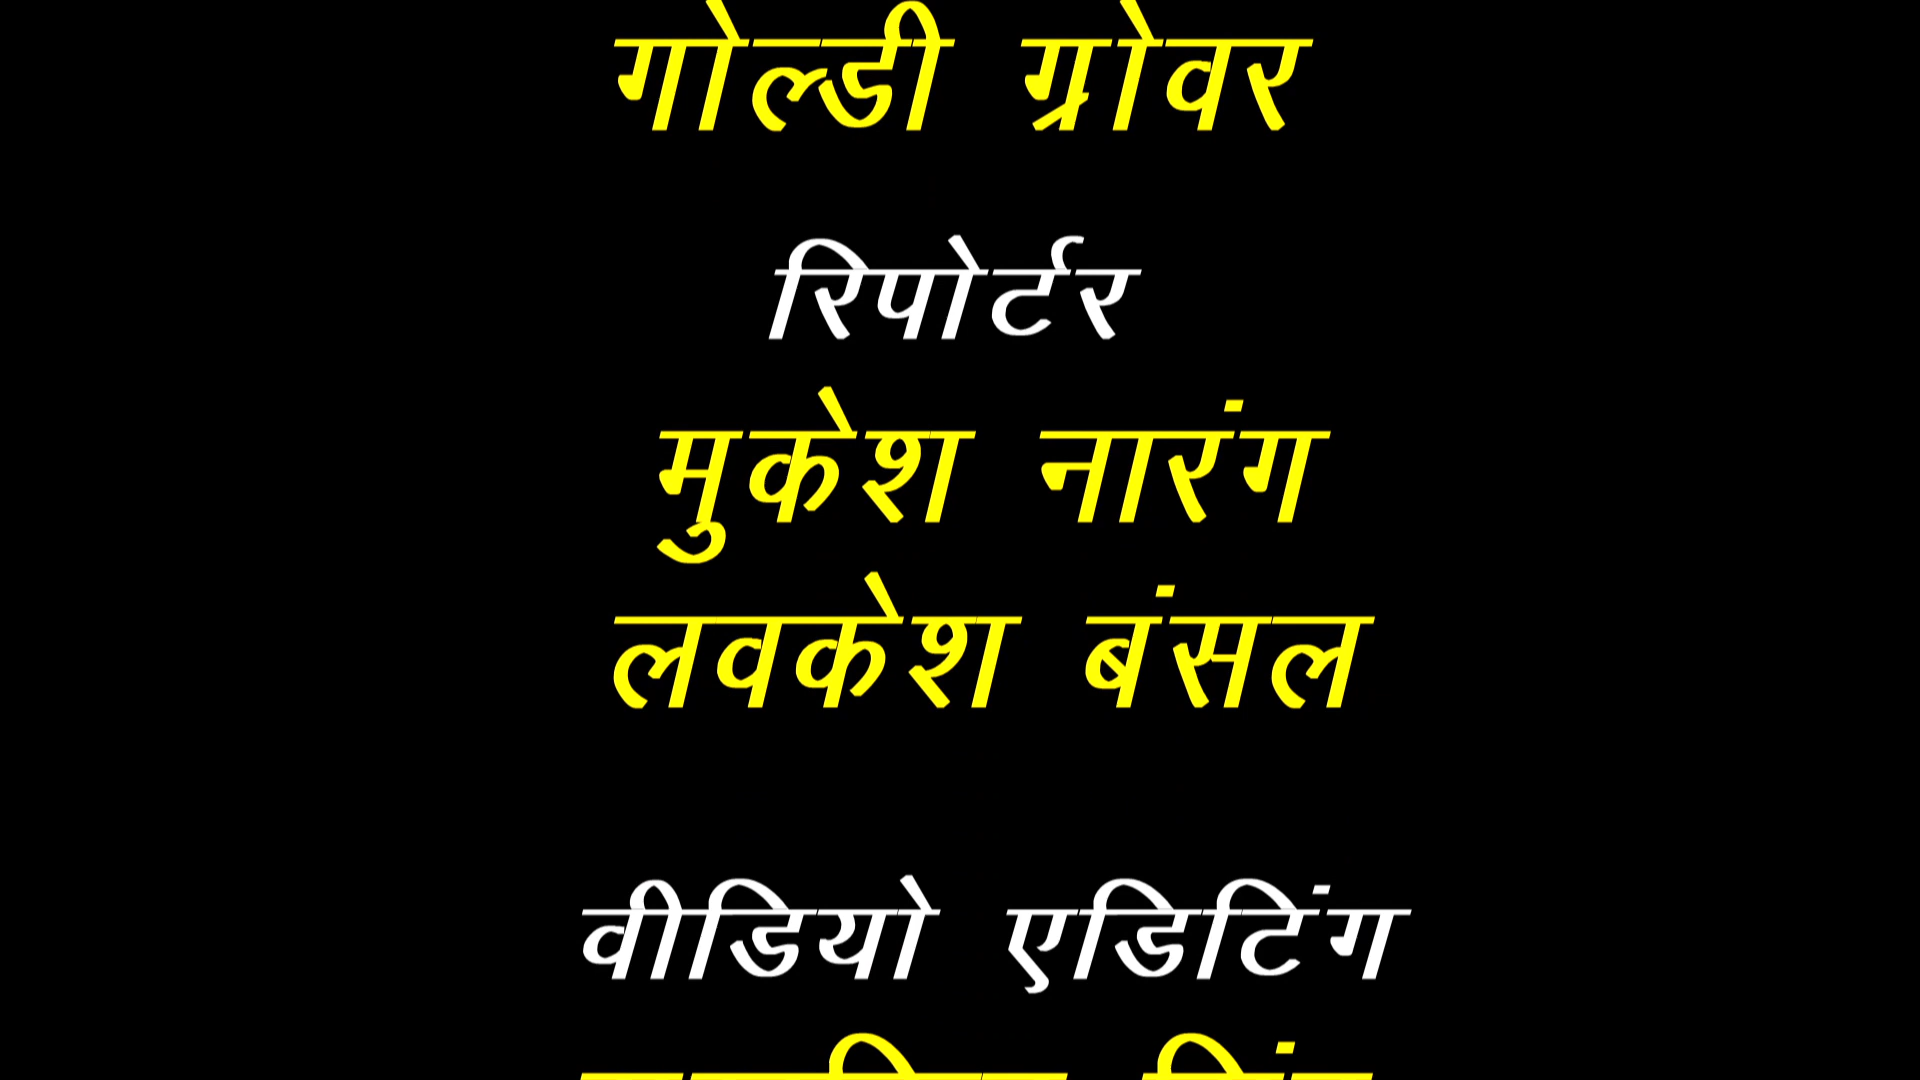 गोल्डी ग्रोवर
रिपोर्टर
मुकेश नारंग
लवकेश बंसल
वीडियो एडिटिंग